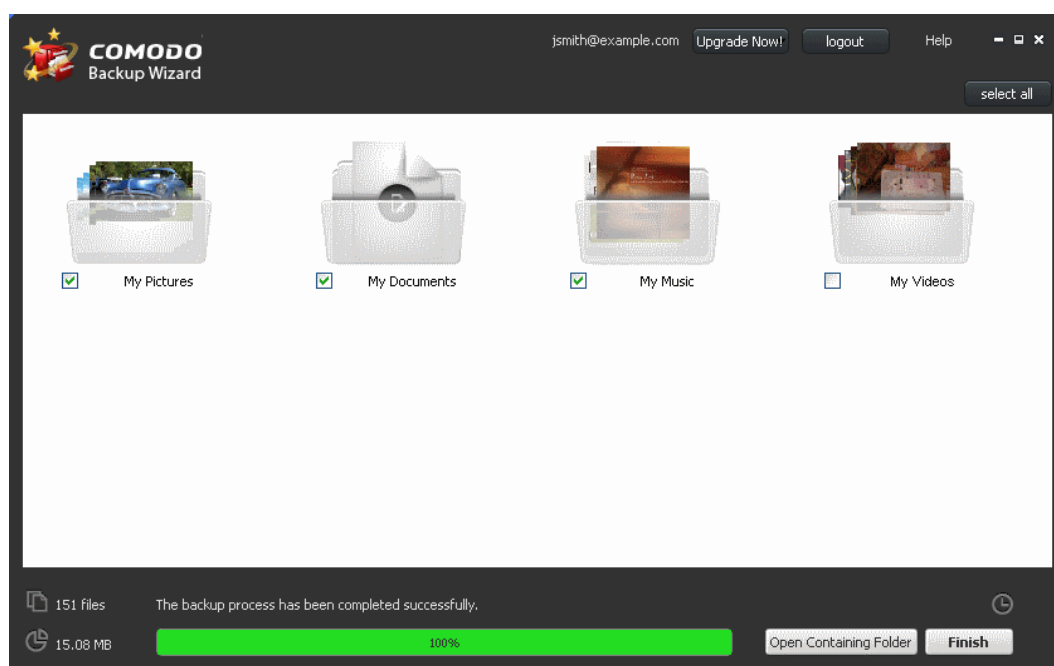 COMODO
Backup Wizard
jsmith@example.com
Upgrade Now!
logout
Help
select all
My Pictures
My Documents
My Music
My Videos
151 files
The backup process has been completed successfully.
15.08 MB
100%
Open Containing Folder
Finish